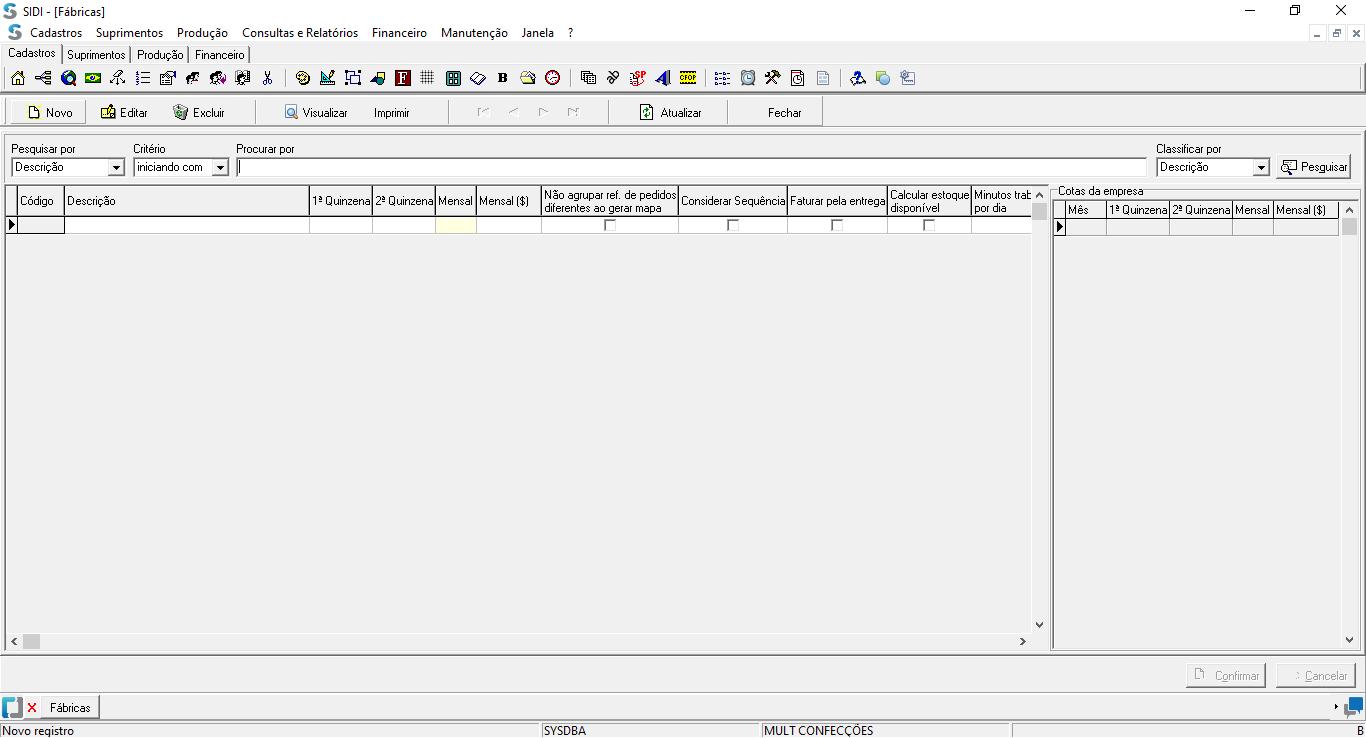 SIDI - [Fábricas]
Cadastros Suprimentos Produção Consultas e Relatórios Financeiro Manutenção Janela ?
Cadastros Suprimentos Produção Financeiro
F B SP CFOP
Novo Editar Excluir Visualizar Imprimir Atualizar Fechar
Pesquisar por Critério Procurar por Classificar por
Descrição iniciando com Descrição Pesquisar
Cotas da empresa
Código Descrição 1ª Quinzena 2ª Quinzena Mensal Mensal ($) Não agrupar ref. de pedidos Considerar Sequência Faturar pela entrega Calcular estoque Minutos trab
diferentes ao gerar mapa disponível por dia
Mês 1ª Quinzena 2ª Quinzena Mensal Mensal ($)
Confirmar Cancelar
Fábricas
Novo registro SYSDBA MULT CONFECÇÕES B